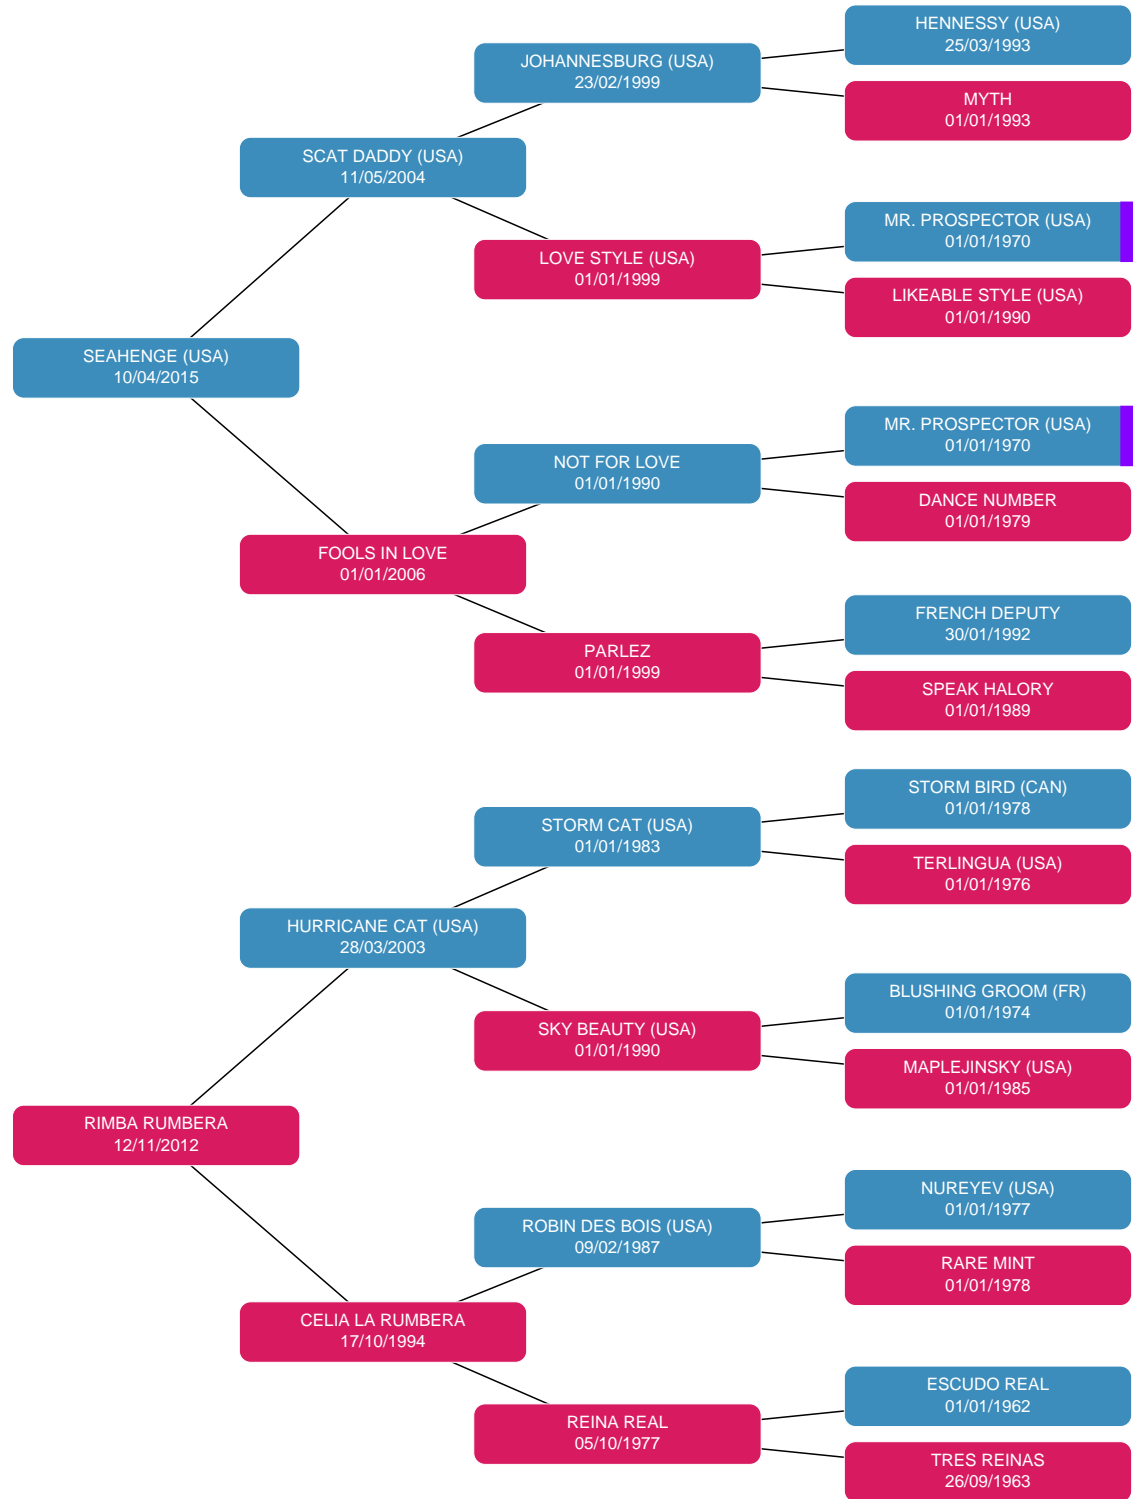 HENNESSY (USA)
25/03/1993
JOHANNESBURG (USA)
23/02/1999
MYTH
01/01/1993
SCAT DADDY (USA)
11/05/2004
MR. PROSPECTOR (USA)
01/01/1970
LOVE STYLE (USA)
01/01/1999
LIKEABLE STYLE (USA)
01/01/1990
SEAHENGE (USA)
10/04/2015
MR. PROSPECTOR (USA)
01/01/1970
NOT FOR LOVE
01/01/1990
DANCE NUMBER
01/01/1979
FOOLS IN LOVE
01/01/2006
FRENCH DEPUTY
30/01/1992
PARLEZ
01/01/1999
SPEAK HALORY
01/01/1989
STORM BIRD (CAN)
01/01/1978
STORM CAT (USA)
01/01/1983
TERLINGUA (USA)
01/01/1976
HURRICANE CAT (USA)
28/03/2003
BLUSHING GROOM (FR)
01/01/1974
SKY BEAUTY (USA)
01/01/1990
MAPLEJINSKY (USA)
01/01/1985
RIMBA RUMBERA
12/11/2012
NUREYEV (USA)
01/01/1977
ROBIN DES BOIS (USA)
09/02/1987
RARE MINT
01/01/1978
CELIA LA RUMBERA
17/10/1994
ESCUDO REAL
01/01/1962
REINA REAL
05/10/1977
TRES REINAS
26/09/1963